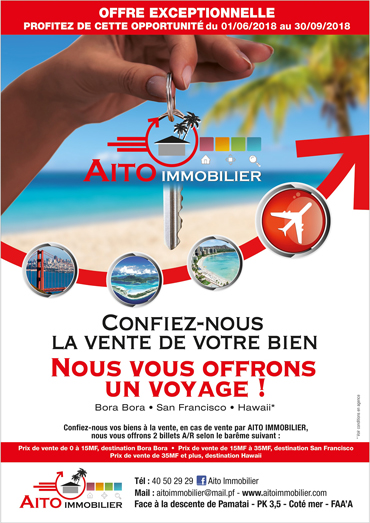 OFFRE EXCEPTIONNELLE
PROFITEZ DE CETTE OPPORTUNITÉ du 01/06/2018 au 30/09/2018
AITO IMMOBILIER
CONFIEZ-NOUS
LA VENTE DE VOTRE BIEN
NOUS VOUS OFFRONS
UN VOYAGE !
Bora Bora • San Francisco • Hawaii*
* Voir conditions en agence
Confiez-nous vos biens à la vente, en cas de vente par AITO IMMOBILIER,
nous vous offrons 2 billets A/R selon le barême suivant :
Prix de vente de 0 à 15MF, destination Bora Bora • Prix de vente de 15MF à 35MF, destination San Francisco
Prix de vente de 35MF et plus, destination Hawaii
AITO IMMOBILIER
Tél : 40 50 29 29 f Aito Immobilier
Mail : aitoimmobilier@mail.pf - www.aitoimmobilier.com
Face à la descente de Pamatai - PK 3,5 - Coté mer - FAA'A